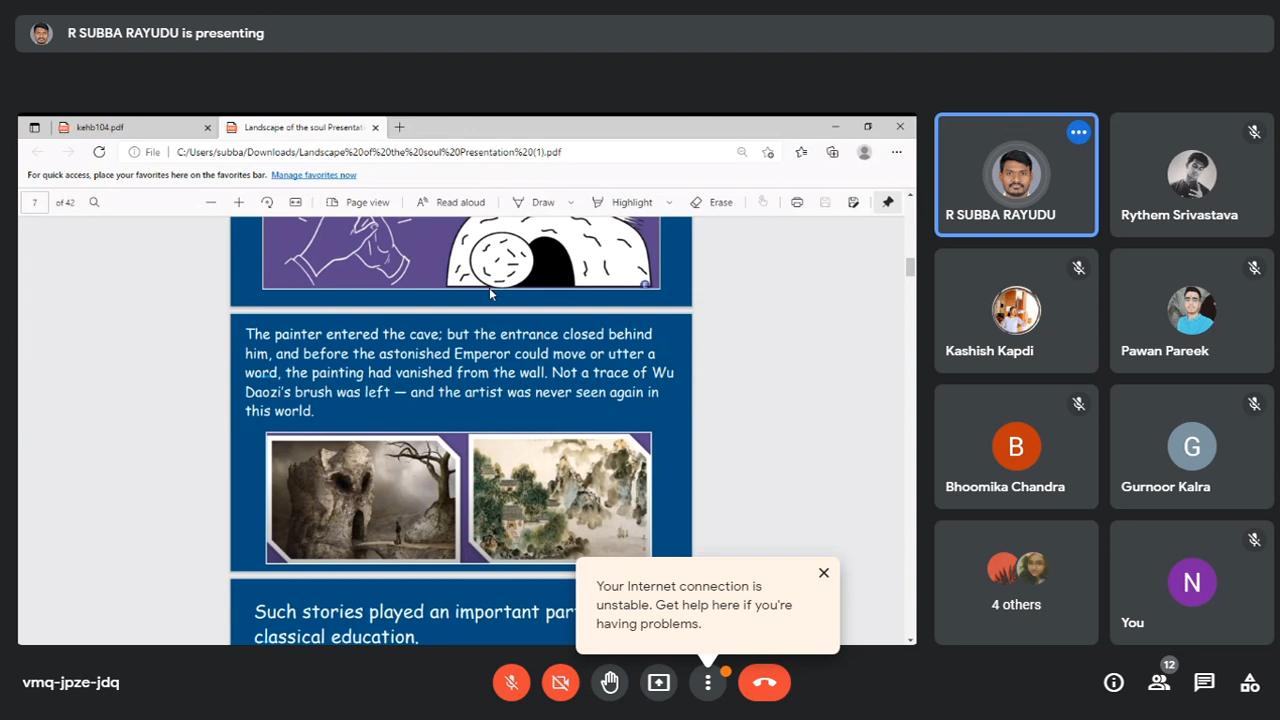 R SUBBA RAYUDU is presenting
kehb104.pdf
Landscape of the soul Presentati
File C:/Users/subba/Downloads/Landscape%20of%20the%20soul%20Presentation%20(1).pdf
For quick access, place your favorites here on the favorites bar. Manage favorites now
7 of 42 Page view Read aloud Draw Highlight Erase
The painter entered the cave; but the entrance closed behind
him, and before the astonished Emperor could move or utter a
word, the painting had vanished from the wall. Not a trace of Wu
Daozi's brush was left — and the artist was never seen again in
this world.
Such stories played an important par
classical education.
Your Internet connection is
unstable. Get help here if you're
having problems.
R SUBBA RAYUDU
Rythem Srivastava
Kashish Kapdi
Pawan Pareek
B
Bhoomika Chandra
G
Gurnoor Kalra
4 others
N
You
vmq-jpze-jdq
12